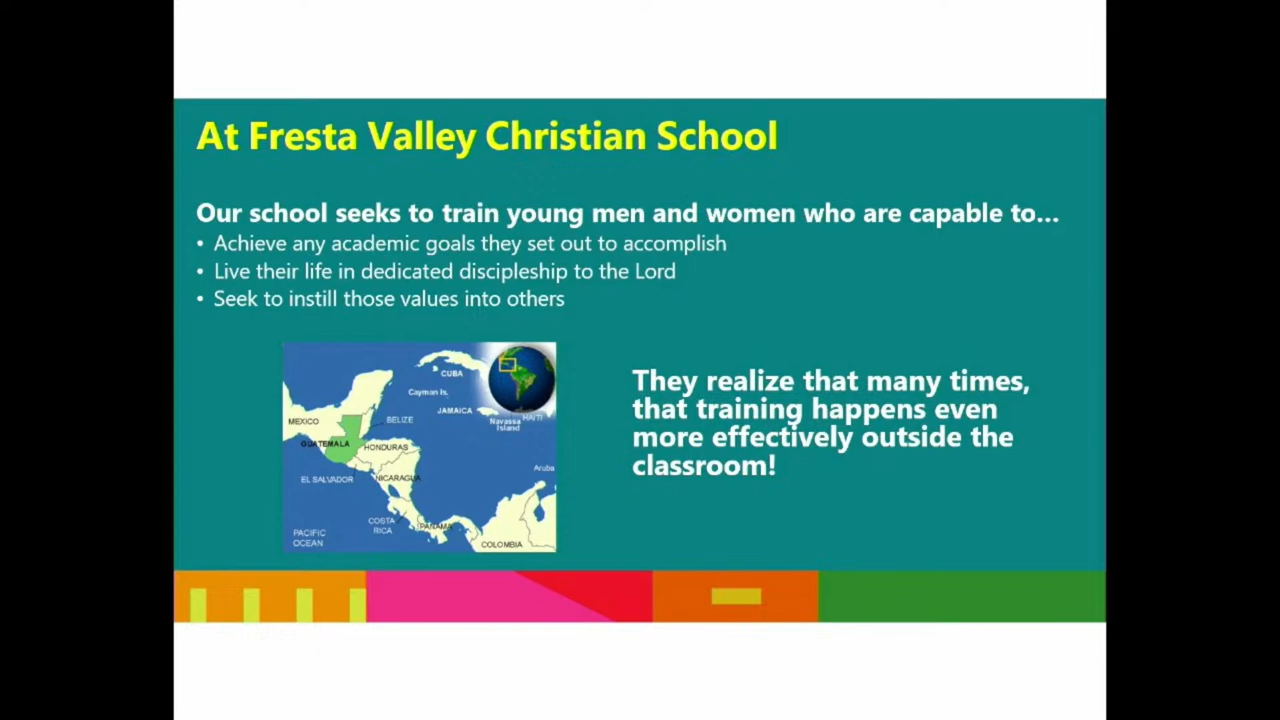 At Fresta Valley Christian School
Our school seeks to train young men and women who are capable to...
• Achieve any academic goals they set out to accomplish
• Live their life in dedicated discipleship to the Lord
• Seek to instill those values into others
CUBA
Cayman Is.
JAMAICA
HAITI
Navassa
Island
MEXICO
BELIZE
GUATEMALA
HONDURAS
Aruba
EL SALVADOR
NICARAGUA
COSTA
RICA
PANAMA
PACIFIC
OCEAN
COLOMBIA
They realize that many times,
that training happens even
more effectively outside the
classroom!